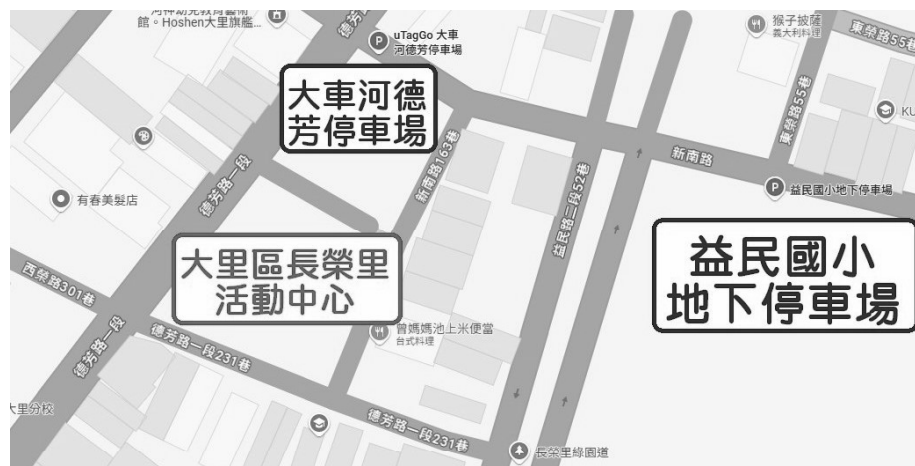 館。Hoshen大里旗艦...
uTagGo 大車
河德芳停車場
猴子披薩
義大利料理
東榮路55巷
大車河德
芳停車場
東榮路55巷
KU
新南路163巷
新南路
德芳路一段
益民路二段52巷
益民國小地下停車場
有春美髮店
大里區長榮里
活動中心
益民國小
地下停車場
西榮路301巷
德芳路一段
德芳路一段231巷
曾媽媽池上米便當
台式料理
大里分校
德芳路一段231巷
長榮里綠園道